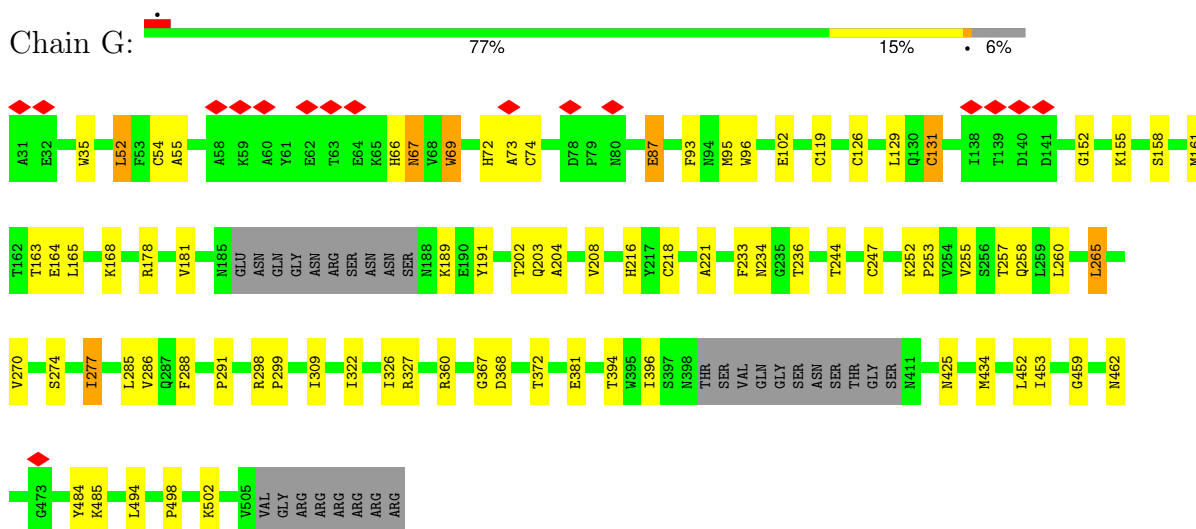 Chain G:
77% 15% • 6%
A31 E32 W35 L52 F53 C54 A55 A58 K59 A60 Y61 E62 T63 E64 K65 H66 N67 V68 W69 H72 A73 C74 D78 P79 N80 E87 F93 N94 M95 W96 E102 C119 C126 L129 Q130 C131 I138 T139 D140 D141 G152 K155 S158 M161
T162 T163 E164 L165 K168 R178 V181 N185 GLU ASN GLN GLY ASN ARG SER ASN ASN SER N188 K189 E190 Y191 T202 Q203 A204 V208 H216 Y217 C218 A221 F233 N234 G235 T236 T244 C247 K252 P253 V254 V255 S256 T257 Q258 L259 L260 L265
V270 S274 I277 L285 V286 Q287 F288 P291 R298 P299 I309 I322 I326 R327 R360 G367 D368 T372 E381 T394 W395 I396 S397 N398 THR SER VAL GLN GLY SER ASN SER THR GLY SER N411 N425 M434 L452 I453 G459 N462
G473 Y484 K485 L494 P498 K502 V505 VAL GLY ARG ARG ARG ARG ARG ARG